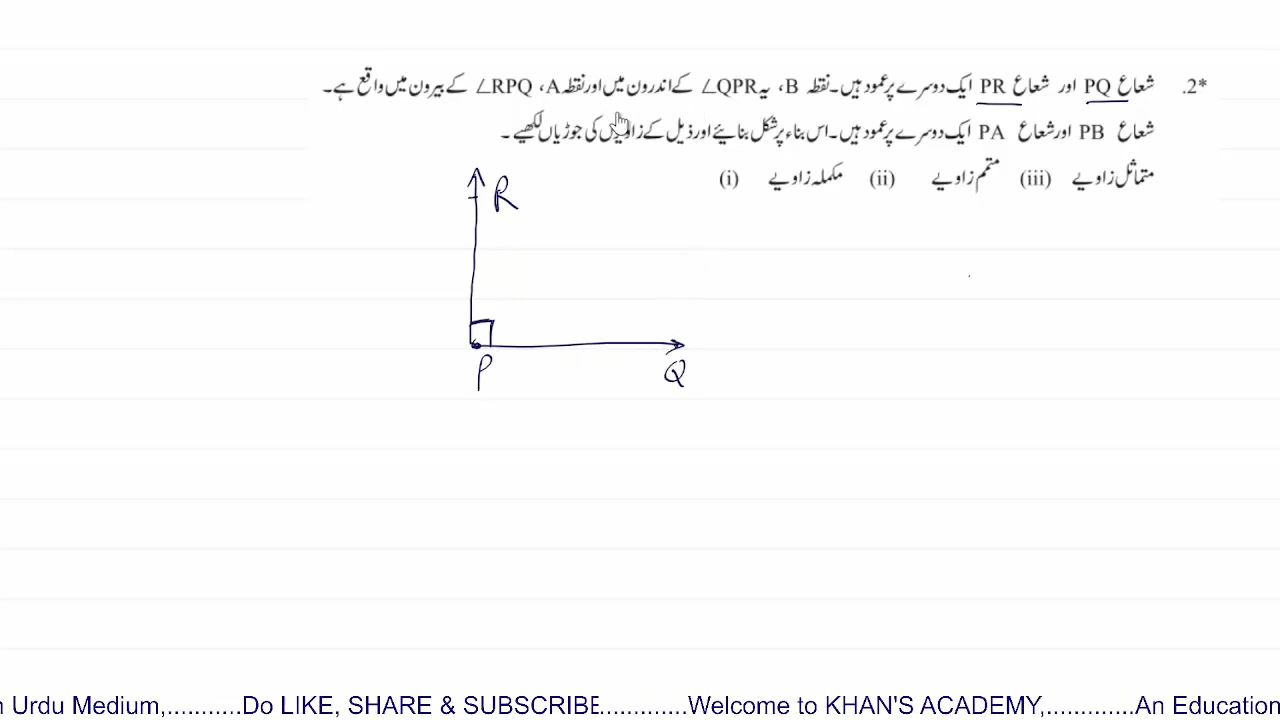 *2. شعاع PQ اور شعاع PR ایک دوسرے پر عمود ہیں۔ نقطہ B، یہ ∠QPR کے اندرون میں اور نقطہ A، ∠RPQ کے بیرون میں واقع ہے۔
شعاع PB اور شعاع PA ایک دوسرے پر عمود ہیں۔ اس بناء پر شکل بنائیے اور ذیل کے زاویوں کی جوڑیاں لکھیے۔
(i) مکملہ زاویے (ii) متمم زاویے (iii) متماثل زاویے
R
P
Q
n Urdu Medium,...........Do LIKE, SHARE & SUBSCRIBE.............Welcome to KHAN'S ACADEMY,.............An Education